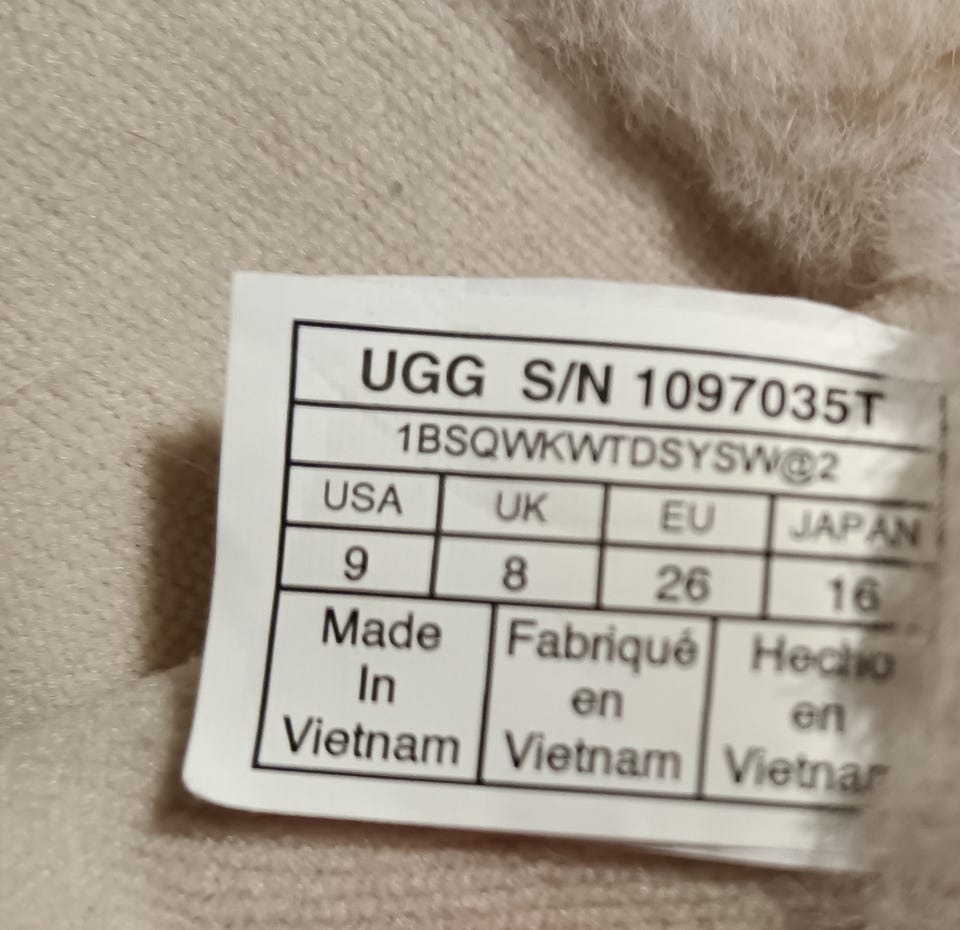 UGG S/N 1097035T
1BSQWKWTDSYSW@2
USA UK EU JAPAN
9 8 26 16
Made
In
Vietnam
Fabriqué
en
Vietnam
Hecho
en